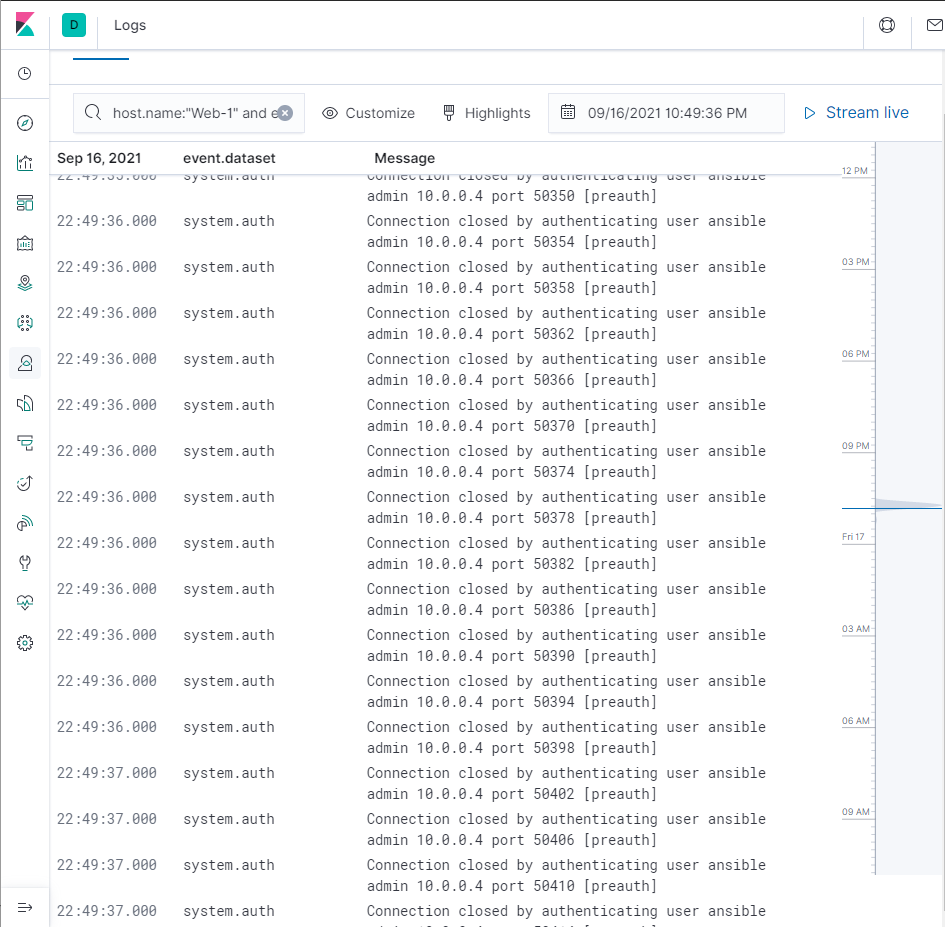 D
Logs
host.name:"Web-1" and e
Customize
Highlights
09/16/2021 10:49:36 PM
Stream live
Sep 16, 2021 event.dataset Message
22:49:35.000 system.auth Connection closed by authenticating user ansible
admin 10.0.0.4 port 50350 [preauth]
22:49:36.000 system.auth Connection closed by authenticating user ansible
admin 10.0.0.4 port 50354 [preauth]
22:49:36.000 system.auth Connection closed by authenticating user ansible
admin 10.0.0.4 port 50358 [preauth]
22:49:36.000 system.auth Connection closed by authenticating user ansible
admin 10.0.0.4 port 50362 [preauth]
22:49:36.000 system.auth Connection closed by authenticating user ansible
admin 10.0.0.4 port 50366 [preauth]
22:49:36.000 system.auth Connection closed by authenticating user ansible
admin 10.0.0.4 port 50370 [preauth]
22:49:36.000 system.auth Connection closed by authenticating user ansible
admin 10.0.0.4 port 50374 [preauth]
22:49:36.000 system.auth Connection closed by authenticating user ansible
admin 10.0.0.4 port 50378 [preauth]
22:49:36.000 system.auth Connection closed by authenticating user ansible
admin 10.0.0.4 port 50382 [preauth]
22:49:36.000 system.auth Connection closed by authenticating user ansible
admin 10.0.0.4 port 50386 [preauth]
22:49:36.000 system.auth Connection closed by authenticating user ansible
admin 10.0.0.4 port 50390 [preauth]
22:49:36.000 system.auth Connection closed by authenticating user ansible
admin 10.0.0.4 port 50394 [preauth]
22:49:36.000 system.auth Connection closed by authenticating user ansible
admin 10.0.0.4 port 50398 [preauth]
22:49:37.000 system.auth Connection closed by authenticating user ansible
admin 10.0.0.4 port 50402 [preauth]
22:49:37.000 system.auth Connection closed by authenticating user ansible
admin 10.0.0.4 port 50406 [preauth]
22:49:37.000 system.auth Connection closed by authenticating user ansible
admin 10.0.0.4 port 50410 [preauth]
22:49:37.000 system.auth Connection closed by authenticating user ansible
12 PM
03 PM
06 PM
09 PM
Fri 17
03 AM
06 AM
09 AM